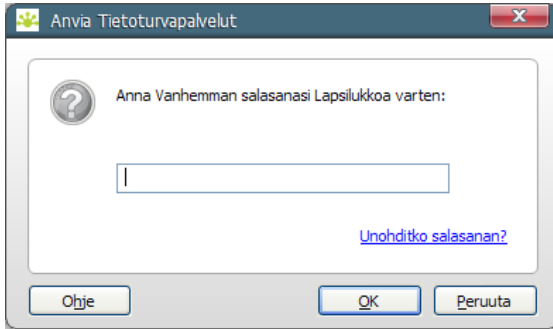 Anvia Tietoturvapalvelut
Anna Vanhemman salasanasi Lapsilukkoa varten:
Unohditko salasanan?
Ohje
OK
Peruuta